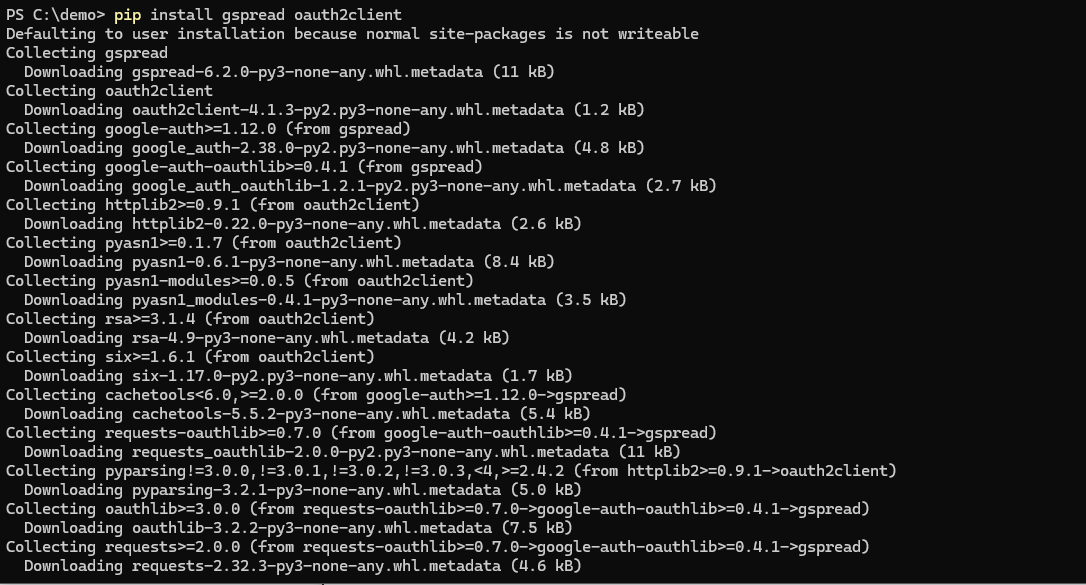 PS C:\demo> pip install gspread oauth2client
Defaulting to user installation because normal site-packages is not writeable
Collecting gspread
  Downloading gspread-6.2.0-py3-none-any.whl.metadata (11 kB)
Collecting oauth2client
  Downloading oauth2client-4.1.3-py2.py3-none-any.whl.metadata (1.2 kB)
Collecting google-auth>=1.12.0 (from gspread)
  Downloading google_auth-2.38.0-py2.py3-none-any.whl.metadata (4.8 kB)
Collecting google-auth-oauthlib>=0.4.1 (from gspread)
  Downloading google_auth_oauthlib-1.2.1-py2.py3-none-any.whl.metadata (2.7 kB)
Collecting httplib2>=0.9.1 (from oauth2client)
  Downloading httplib2-0.22.0-py3-none-any.whl.metadata (2.6 kB)
Collecting pyasn1>=0.1.7 (from oauth2client)
  Downloading pyasn1-0.6.1-py3-none-any.whl.metadata (8.4 kB)
Collecting pyasn1-modules>=0.0.5 (from oauth2client)
  Downloading pyasn1_modules-0.4.1-py3-none-any.whl.metadata (3.5 kB)
Collecting rsa>=3.1.4 (from oauth2client)
  Downloading rsa-4.9-py3-none-any.whl.metadata (4.2 kB)
Collecting six>=1.6.1 (from oauth2client)
  Downloading six-1.17.0-py2.py3-none-any.whl.metadata (1.7 kB)
Collecting cachetools<6.0,>=2.0.0 (from google-auth>=1.12.0->gspread)
  Downloading cachetools-5.5.2-py3-none-any.whl.metadata (5.4 kB)
Collecting requests-oauthlib>=0.7.0 (from google-auth-oauthlib>=0.4.1->gspread)
  Downloading requests_oauthlib-2.0.0-py2.py3-none-any.whl.metadata (11 kB)
Collecting pyparsing!=3.0.0,!=3.0.1,!=3.0.2,!=3.0.3,<4,>=2.4.2 (from httplib2>=0.9.1->oauth2client)
  Downloading pyparsing-3.2.1-py3-none-any.whl.metadata (5.0 kB)
Collecting oauthlib>=3.0.0 (from requests-oauthlib>=0.7.0->google-auth-oauthlib>=0.4.1->gspread)
  Downloading oauthlib-3.2.2-py3-none-any.whl.metadata (7.5 kB)
Collecting requests>=2.0.0 (from requests-oauthlib>=0.7.0->google-auth-oauthlib>=0.4.1->gspread)
  Downloading requests-2.32.3-py3-none-any.whl.metadata (4.6 kB)